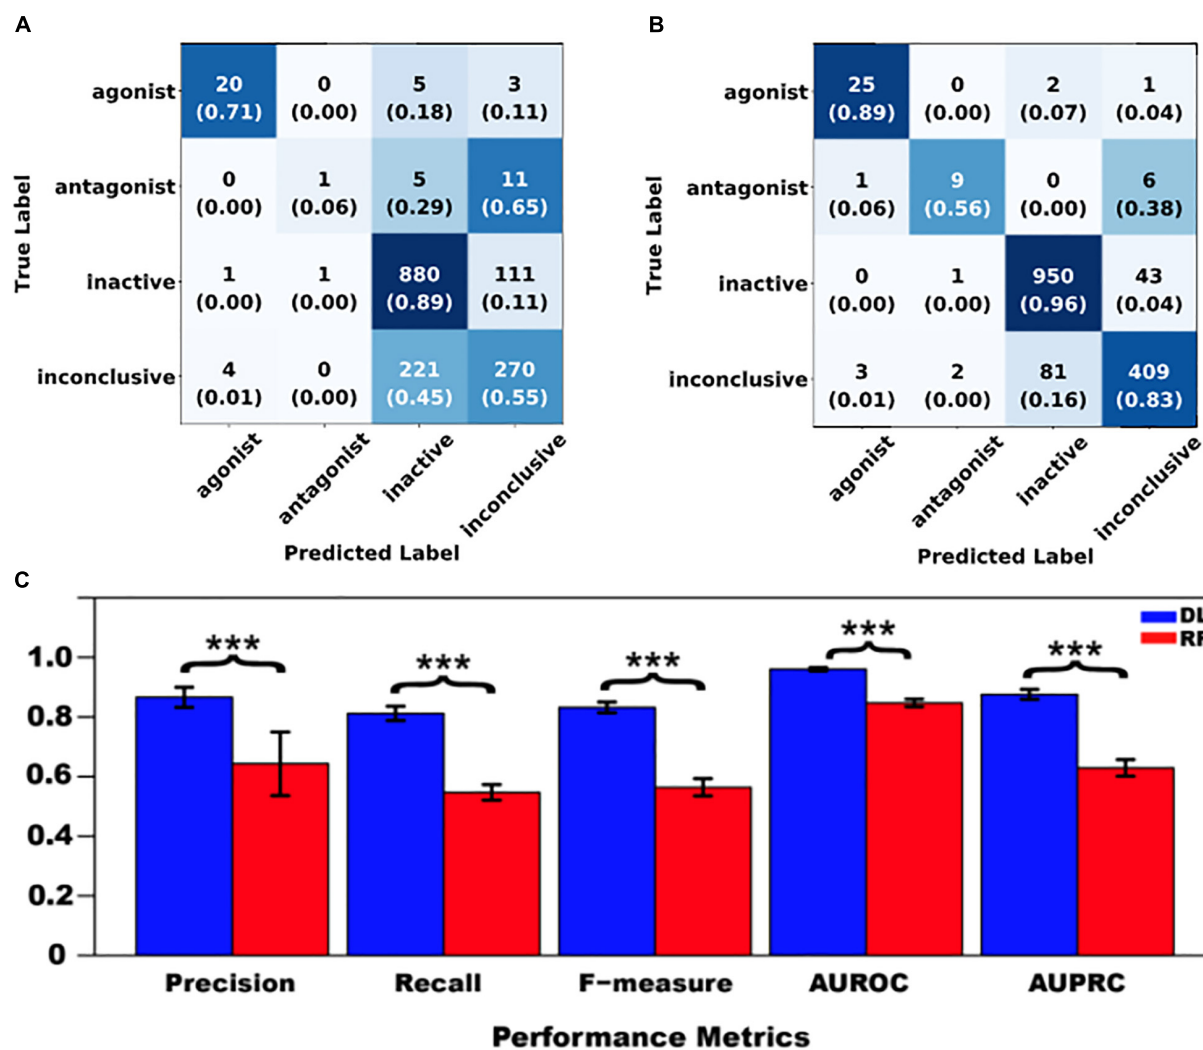 A
True Label
agonist
20 0 5 3
(0.71) (0.00) (0.18) (0.11)
antagonist
0 1 5 11
(0.00) (0.06) (0.29) (0.65)
inactive
1 1 880 111
(0.00) (0.00) (0.89) (0.11)
inconclusive
4 0 221 270
(0.01) (0.00) (0.45) (0.55)
agonist antagonist inactive inconclusive
Predicted Label
B
True Label
agonist
25 0 2 1
(0.89) (0.00) (0.07) (0.04)
antagonist
1 9 0 6
(0.06) (0.56) (0.00) (0.38)
inactive
0 1 950 43
(0.00) (0.00) (0.96) (0.04)
inconclusive
3 2 81 409
(0.01) (0.00) (0.16) (0.83)
agonist antagonist inactive inconclusive
Predicted Label
C
DL
1.0
0.8
0.6
0.4
0.2
0
*** *** *** *** ***
Precision Recall F-measure AUROC AUPRC
Performance Metrics